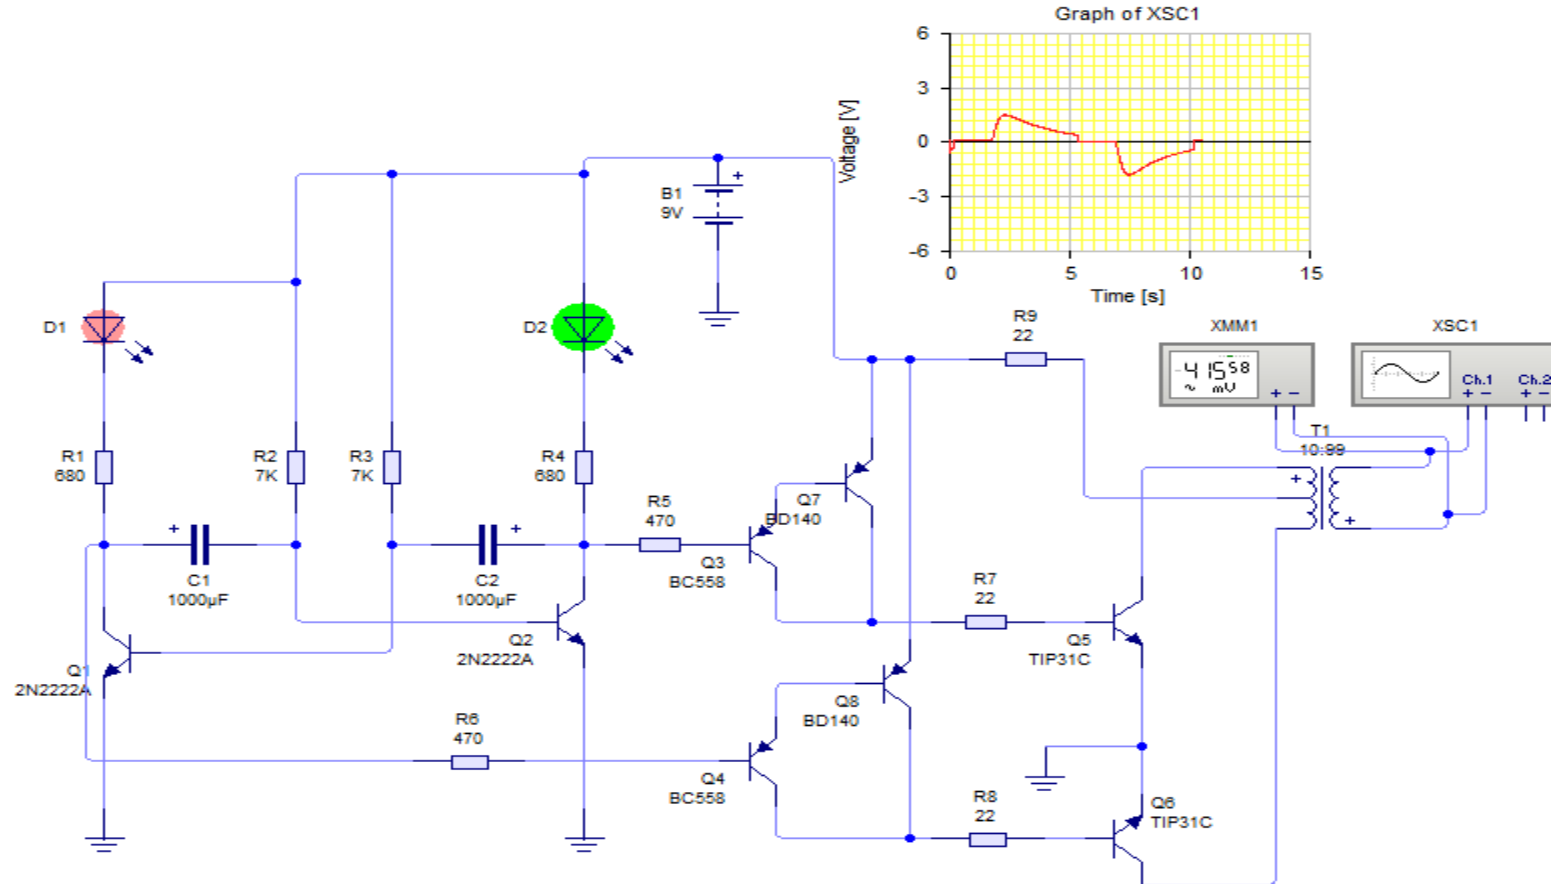 Graph of XSC1
6
3
0
-3
-6
Voltage [V]
0
5
10
15
Time [s]
B1
9V
+
D1
D2
R9
22
XMM1
XSC1
-41558
~ mV
+ −
Ch.1
+ −
Ch.2
+ −
T1
10:99
+
+
R1
680
R2
7K
R3
7K
R4
680
R5
470
Q7
BD140
+
C1
1000µF
+
C2
1000µF
Q3
BC558
R7
22
Q5
TIP31C
Q1
2N2222A
Q2
2N2222A
Q8
BD140
R6
470
Q4
BC558
R8
22
Q6
TIP31C